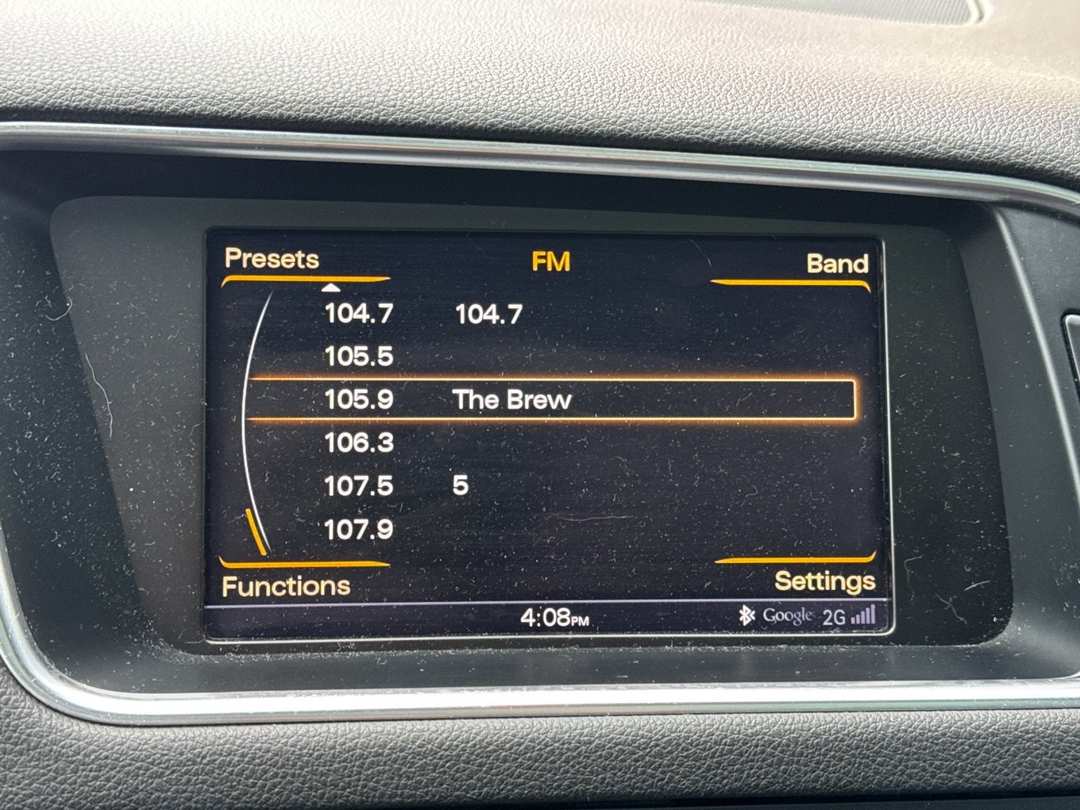 Presets FM Band
104.7 104.7
105.5
105.9 The Brew
106.3
107.5 5
107.9
Functions Settings
4:08PM Google 2G